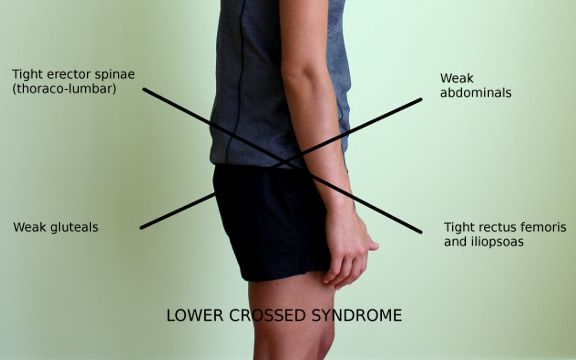 Tight erector spinae
(thoraco-lumbar)
Weak
abdominals
Weak gluteals
Tight rectus femoris
and iliopsoas
LOWER CROSSED SYNDROME